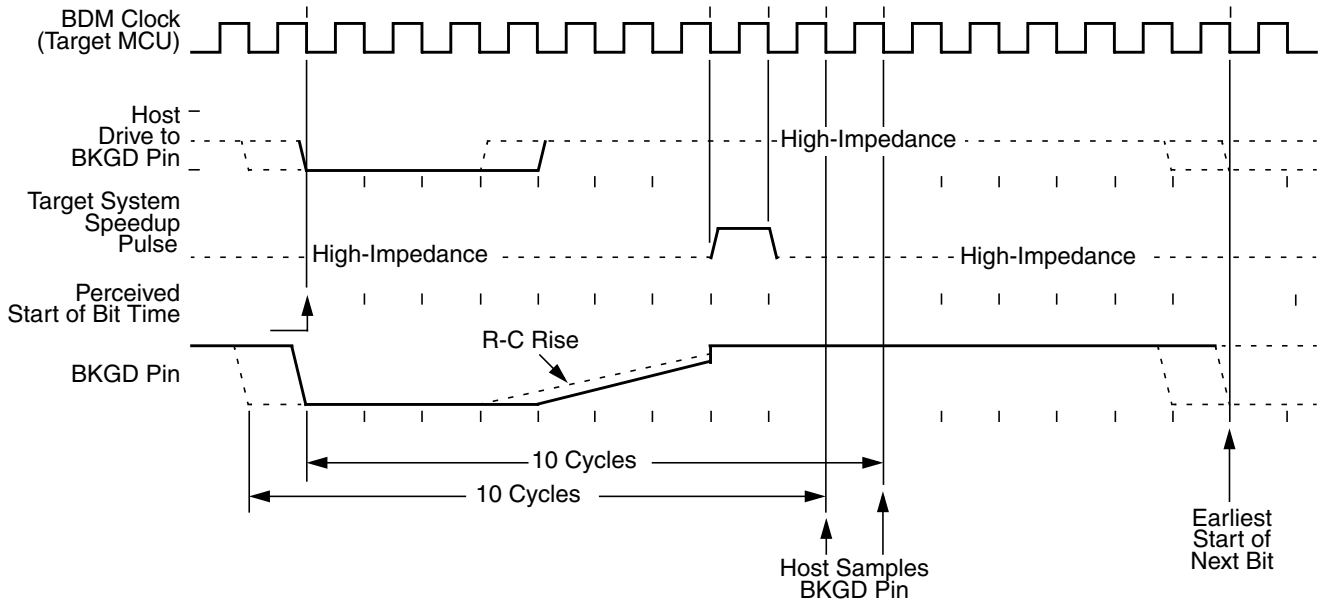 BDM Clock
(Target MCU)
Host
Drive to
BKGD Pin
High-Impedance
Target System
Speedup
Pulse
High-Impedance
High-Impedance
Perceived
Start of Bit Time
R-C Rise
BKGD Pin
10 Cycles
10 Cycles
Host Samples
BKGD Pin
Earliest
Start of
Next Bit